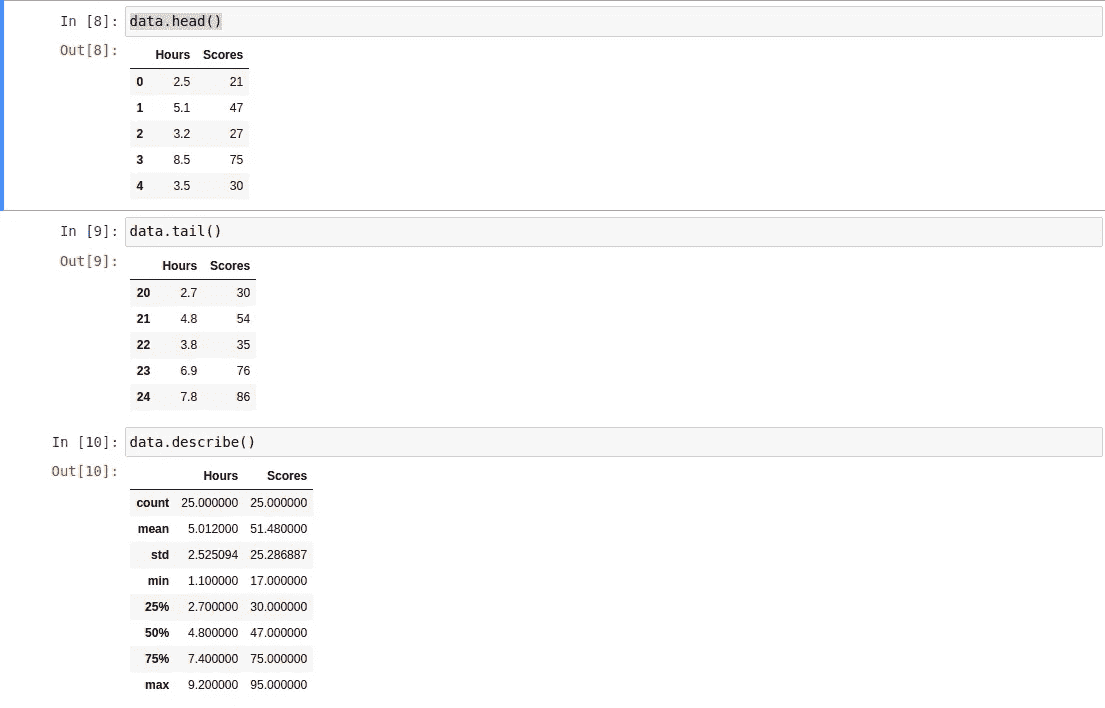 In [8]: data.head()
Out[8]:
Hours Scores
0 2.5 21
1 5.1 47
2 3.2 27
3 8.5 75
4 3.5 30
In [9]: data.tail()
Out[9]:
Hours Scores
20 2.7 30
21 4.8 54
22 3.8 35
23 6.9 76
24 7.8 86
In [10]: data.describe()
Out[10]:
Hours Scores
count 25.000000 25.000000
mean 5.012000 51.480000
std 2.525094 25.286887
min 1.100000 17.000000
25% 2.700000 30.000000
50% 4.800000 47.000000
75% 7.400000 75.000000
max 9.200000 95.000000